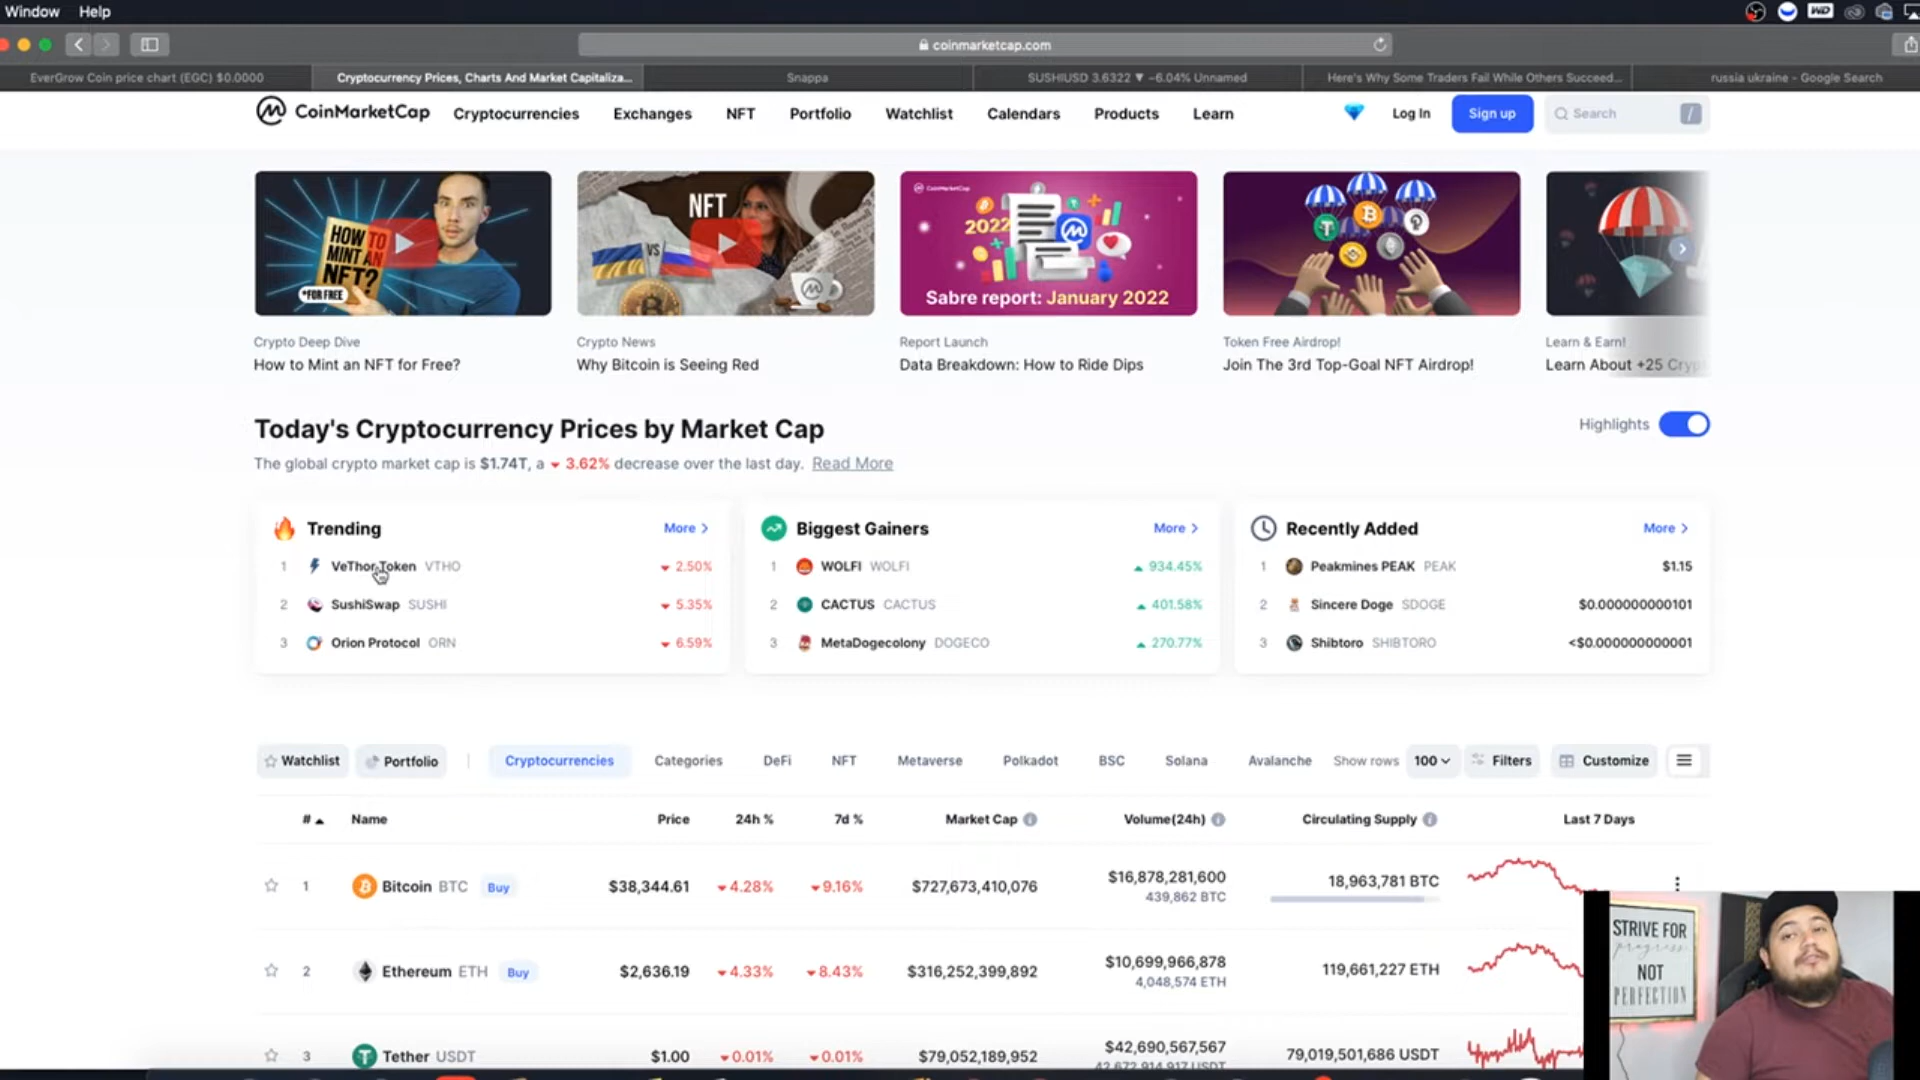 Window Help
WD
EverGrow Coin price chart (EGC) $0.0000
Cryptocurrency Prices, Charts And Market Capitaliza...
Snappa
SUSHIUSD 3.6322 ▼ −6.04% Unnamed
Here's Why Some Traders Fail While Others Succeed...
russia ukraine - Google Search
coinmarketcap.com
CoinMarketCap Cryptocurrencies Exchanges NFT Portfolio Watchlist Calendars Products Learn Log In Sign up Search /
HOW TO
MINT AN
NFT?
*FOR FREE
NFT
VS
CoinMarketCap
2022
Sabre report: January 2022
Crypto Deep Dive
How to Mint an NFT for Free?
Crypto News
Why Bitcoin is Seeing Red
Report Launch
Data Breakdown: How to Ride Dips
Token Free Airdrop!
Join The 3rd Top-Goal NFT Airdrop!
Learn & Earn!
Learn About +25 Cryp
Today's Cryptocurrency Prices by Market Cap
Highlights
The global crypto market cap is $1.74T, a 3.62% decrease over the last day. Read More
Trending More
1 VeThor Token VTHO 2.50%
2 SushiSwap SUSHI 5.35%
3 Orion Protocol ORN 6.59%
Biggest Gainers More
1 WOLFI WOLFI 934.45%
2 CACTUS CACTUS 401.58%
3 MetaDogecolony DOGECO 270.77%
Recently Added More
1 Peakmines PEAK PEAK $1.15
2 Sincere Doge SDOGE $0.000000000101
3 Shibtoro SHIBTORO <$0.000000000001
Watchlist Portfolio Cryptocurrencies Categories DeFi NFT Metaverse Polkadot BSC Solana Avalanche Show rows 100 Filters Customize
# Name Price 24h % 7d % Market Cap Volume(24h) Circulating Supply Last 7 Days
1 Bitcoin BTC Buy $38,344.61 4.28% 9.16% $727,673,410,076 $16,878,281,600 18,963,781 BTC
439,862 BTC
2 Ethereum ETH Buy $2,636.19 4.33% 8.43% $316,252,399,892 $10,699,966,878 119,661,227 ETH
4,048,574 ETH
3 Tether USDT $1.00 0.01% 0.01% $79,052,189,952 $42,690,567,567 79,019,501,686 USDT
42,672,914,917 USDT
STRIVE FOR
progress
NOT
PERFECTION